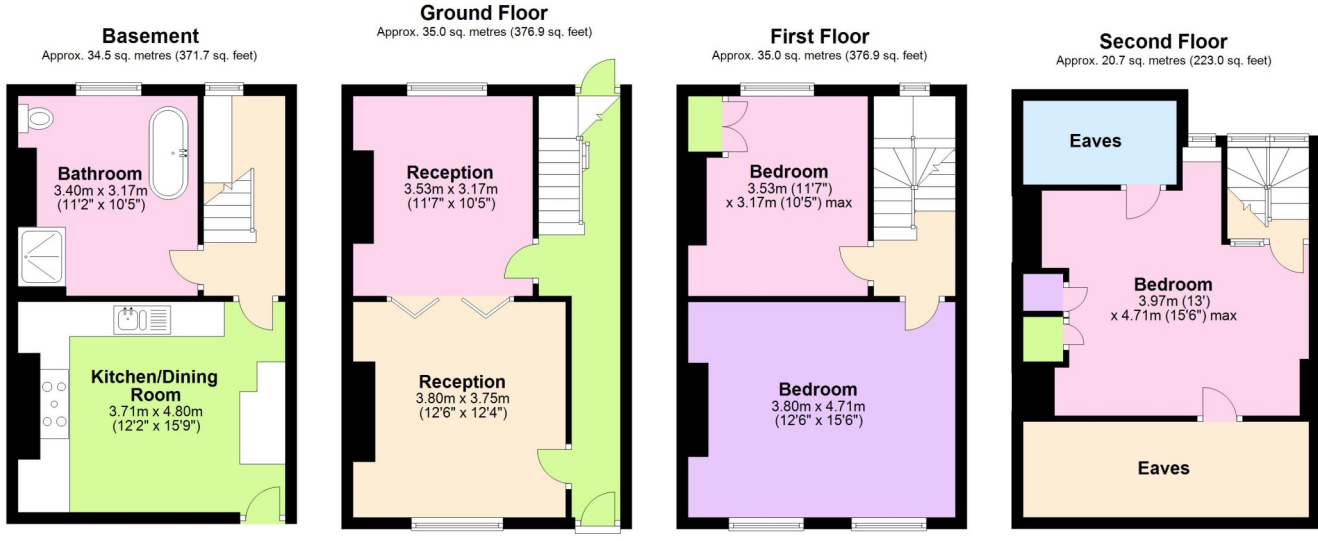 Basement
Approx. 34.5 sq. metres (371.7 sq. feet)
Bathroom
3.40m x 3.17m
(11'2" x 10'5")
Kitchen/Dining
Room
3.71m x 4.80m
(12'2" x 15'9")
Ground Floor
Approx. 35.0 sq. metres (376.9 sq. feet)
Reception
3.53m x 3.17m
(11'7" x 10'5")
Reception
3.80m x 3.75m
(12'6" x 12'4")
First Floor
Approx. 35.0 sq. metres (376.9 sq. feet)
Bedroom
3.53m (11'7")
x 3.17m (10'5") max
Bedroom
3.80m x 4.71m
(12'6" x 15'6")
Second Floor
Approx. 20.7 sq. metres (223.0 sq. feet)
Eaves
Bedroom
3.97m (13')
x 4.71m (15'6") max
Eaves